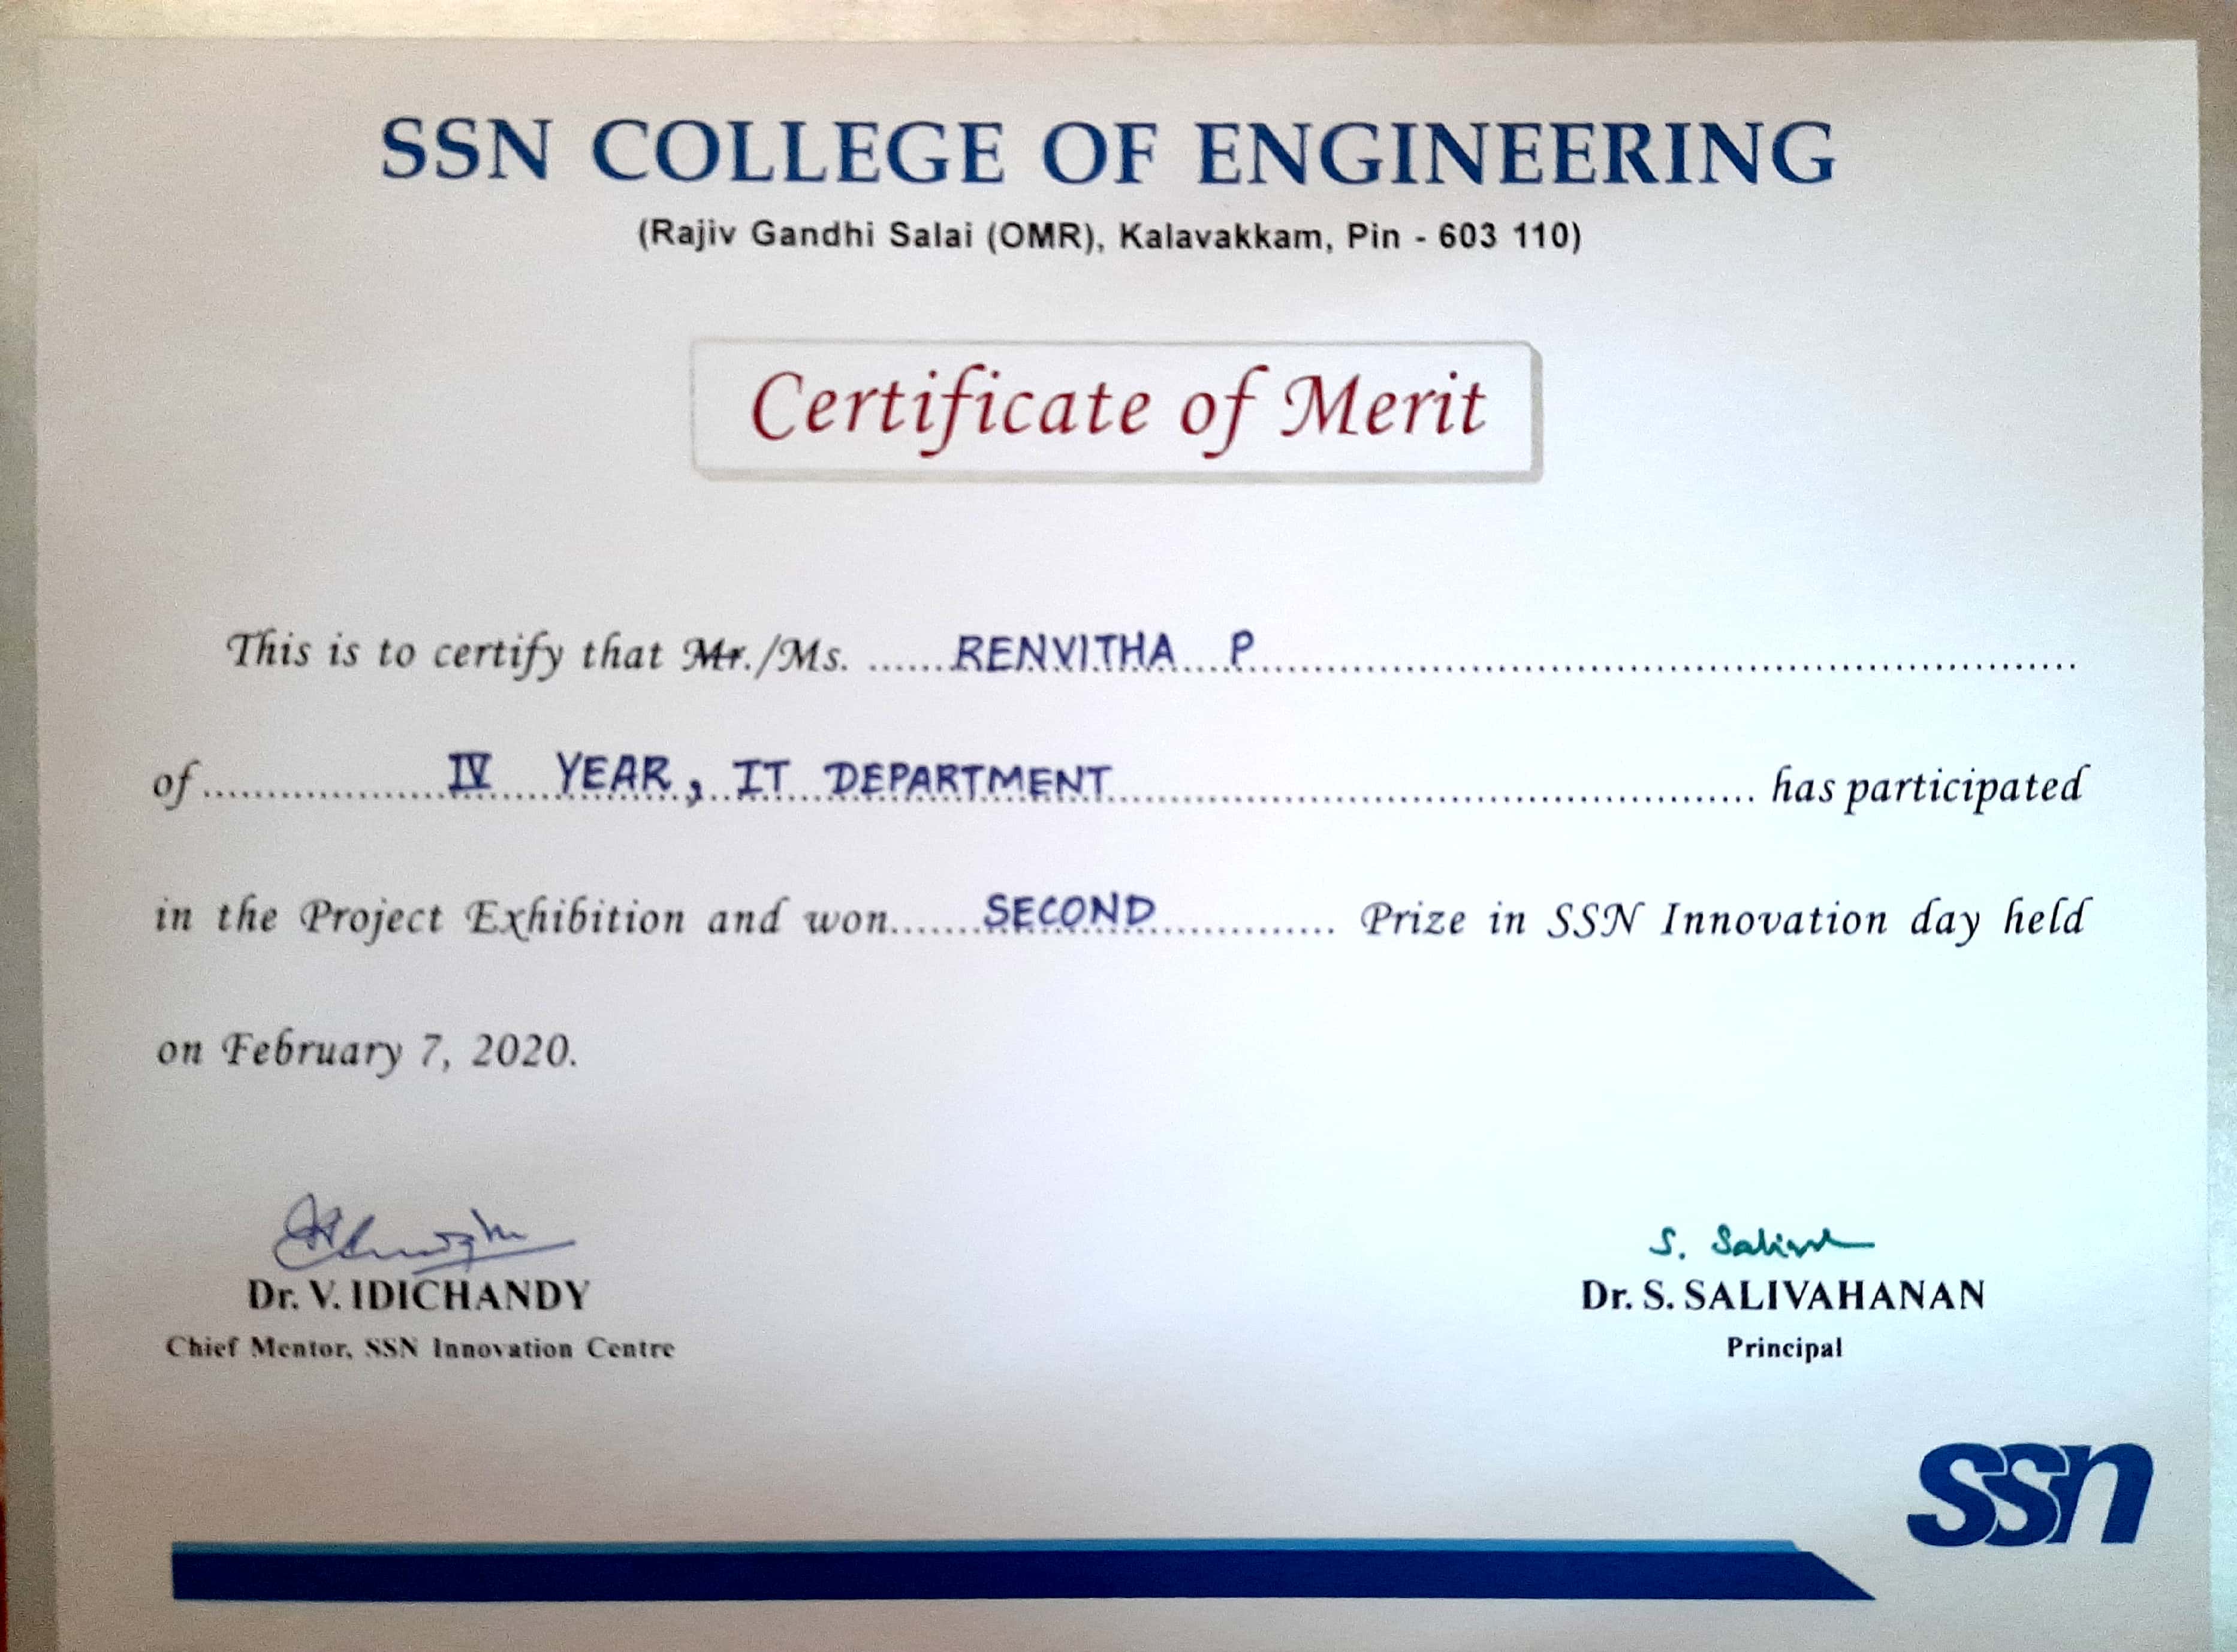 SSN COLLEGE OF ENGINEERING
(Rajiv Gandhi Salai (OMR), Kalavakkam, Pin - 603 110)
Certificate of Merit
This is to certify that Mr./Ms. ......RENVITHA P..........
of..........IV YEAR, IT DEPARTMENT.......... has participated
in the Project Exhibition and won......SECOND.......... Prize in SSN Innovation day held
on February 7, 2020.
S.
Dr. V. IDICHANDY Dr. S. SALIVAHANAN
Chief Mentor, SSN Innovation Centre Principal
ssn